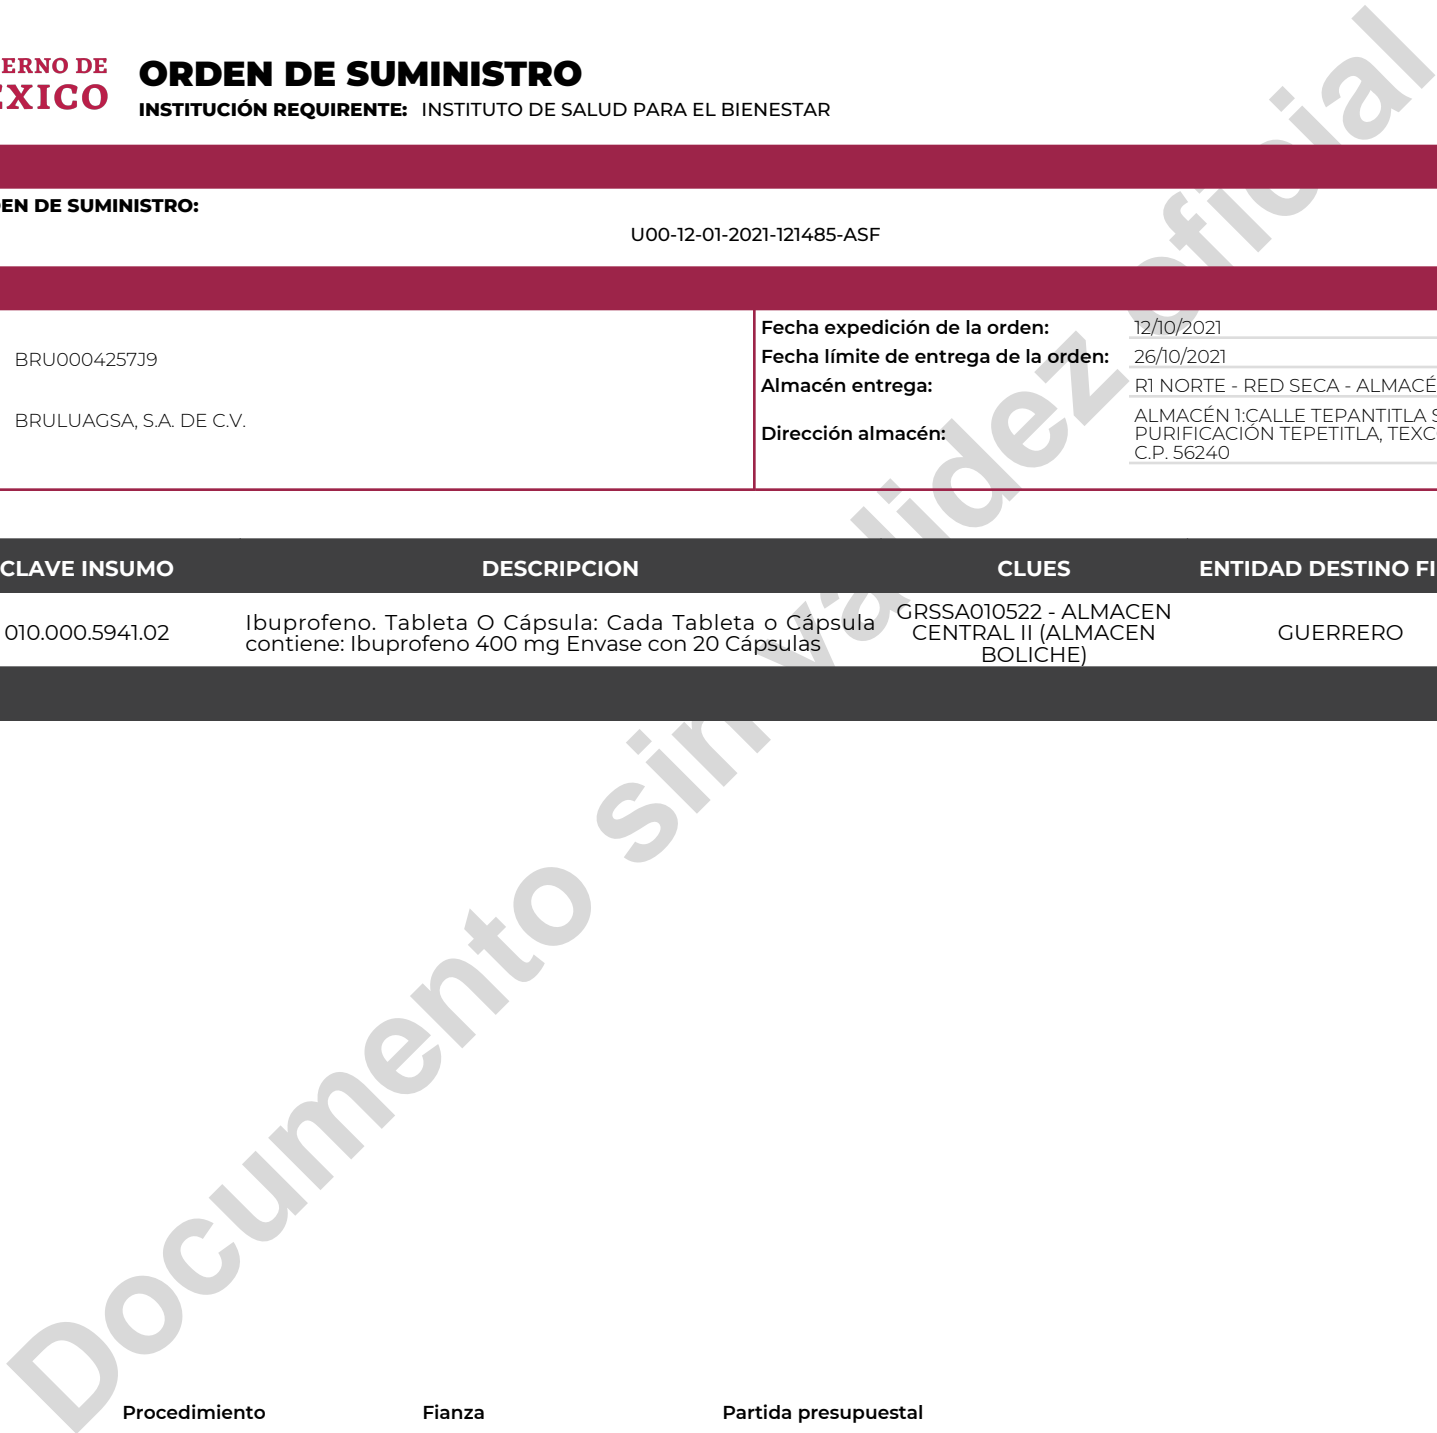 ERNO DE
ÉXICO
ORDEN DE SUMINISTRO
INSTITUCIÓN REQUIRENTE: INSTITUTO DE SALUD PARA EL BIENESTAR
EN DE SUMINISTRO:
U00-12-01-2021-121485-ASF
BRU0004257J9
BRULUAGSA, S.A. DE C.V.
Fecha expedición de la orden: 12/10/2021
Fecha límite de entrega de la orden: 26/10/2021
Almacén entrega: R1 NORTE - RED SECA - ALMACÉ
Dirección almacén: ALMACÉN 1:CALLE TEPANTITLA S
PURIFICACIÓN TEPETITLA, TEXC
C.P. 56240
CLAVE INSUMO DESCRIPCION CLUES ENTIDAD DESTINO FI
010.000.5941.02
Ibuprofeno. Tableta O Cápsula: Cada Tableta o Cápsula
contiene: Ibuprofeno 400 mg Envase con 20 Cápsulas
GRSSA010522 - ALMACEN
CENTRAL II (ALMACEN
BOLICHE)
GUERRERO
Documento sin validez oficial
Procedimiento Fianza Partida presupuestal